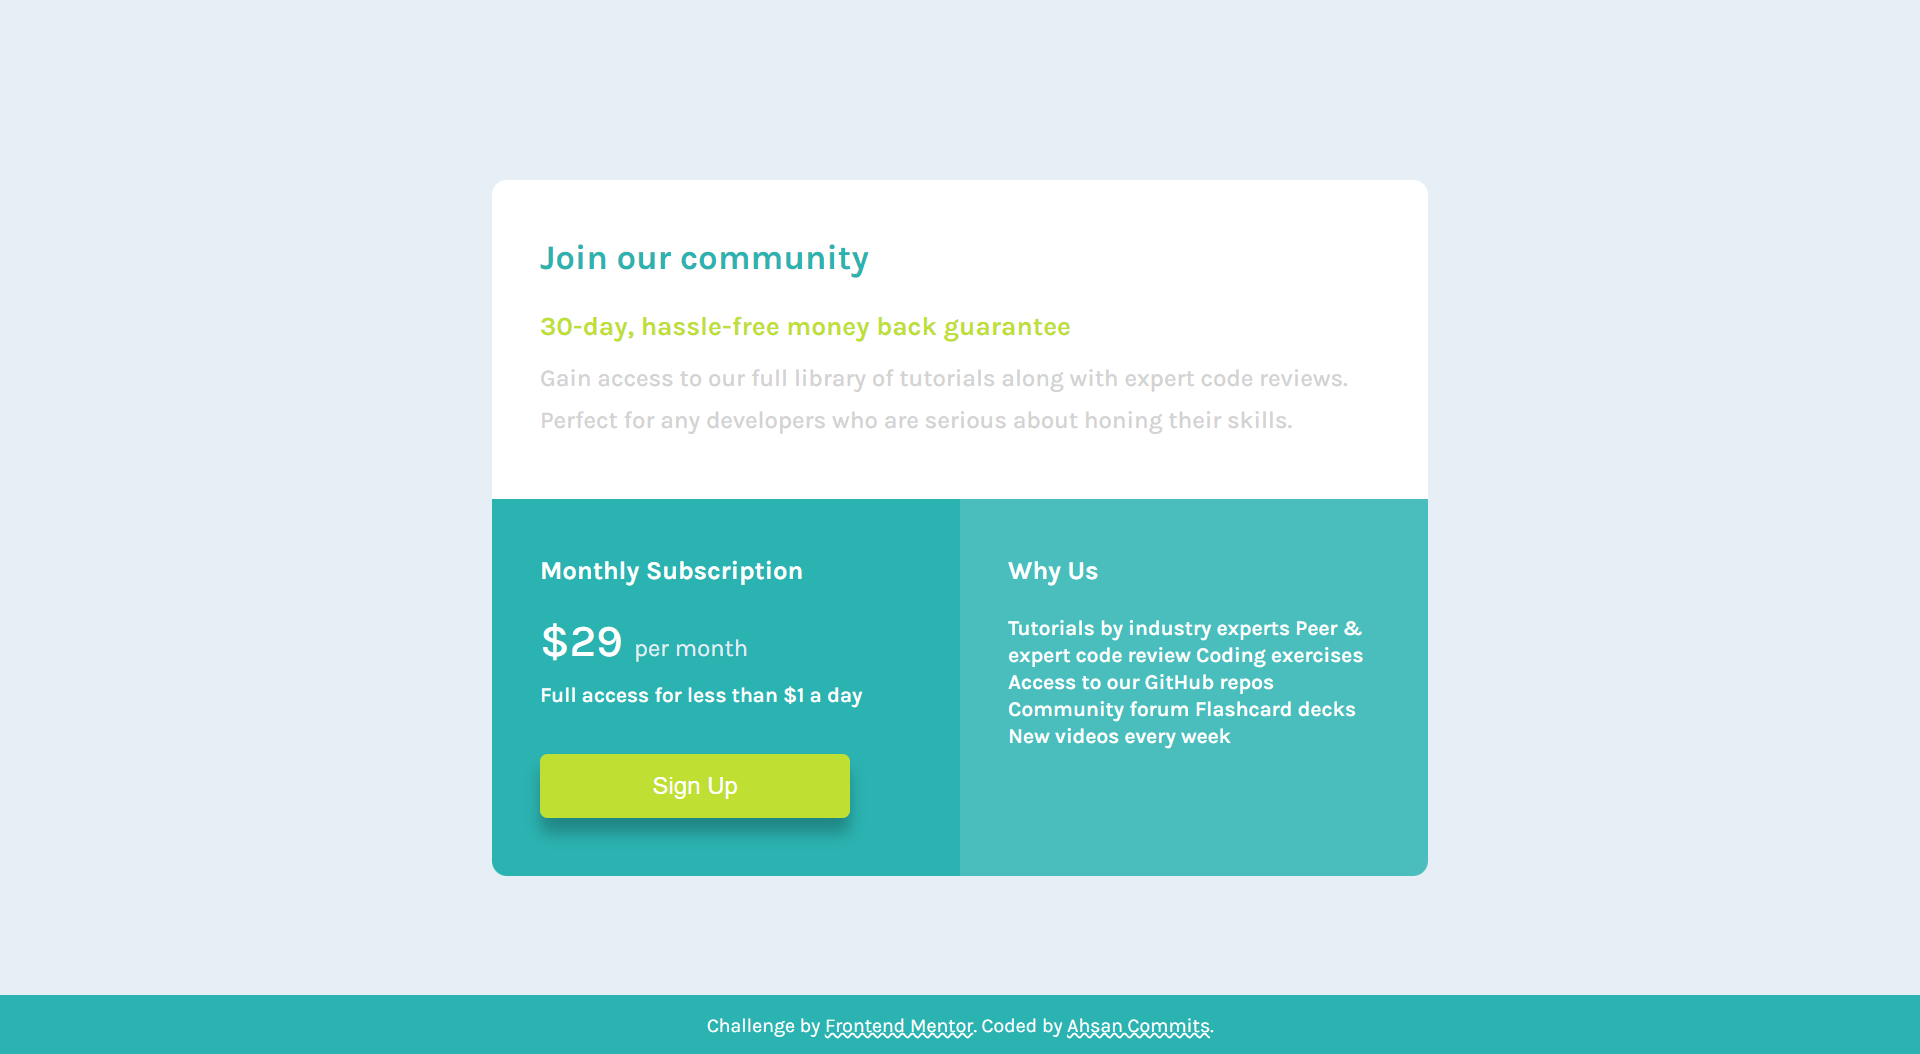 Join our community
30-day, hassle-free money back guarantee
Gain access to our full library of tutorials along with expert code reviews.
Perfect for any developers who are serious about honing their skills.
Monthly Subscription
$29 per month
Full access for less than $1 a day
Sign Up
Why Us
Tutorials by industry experts Peer &
expert code review Coding exercises
Access to our GitHub repos
Community forum Flashcard decks
New videos every week
Challenge by Frontend Mentor. Coded by Ahsan Commits.